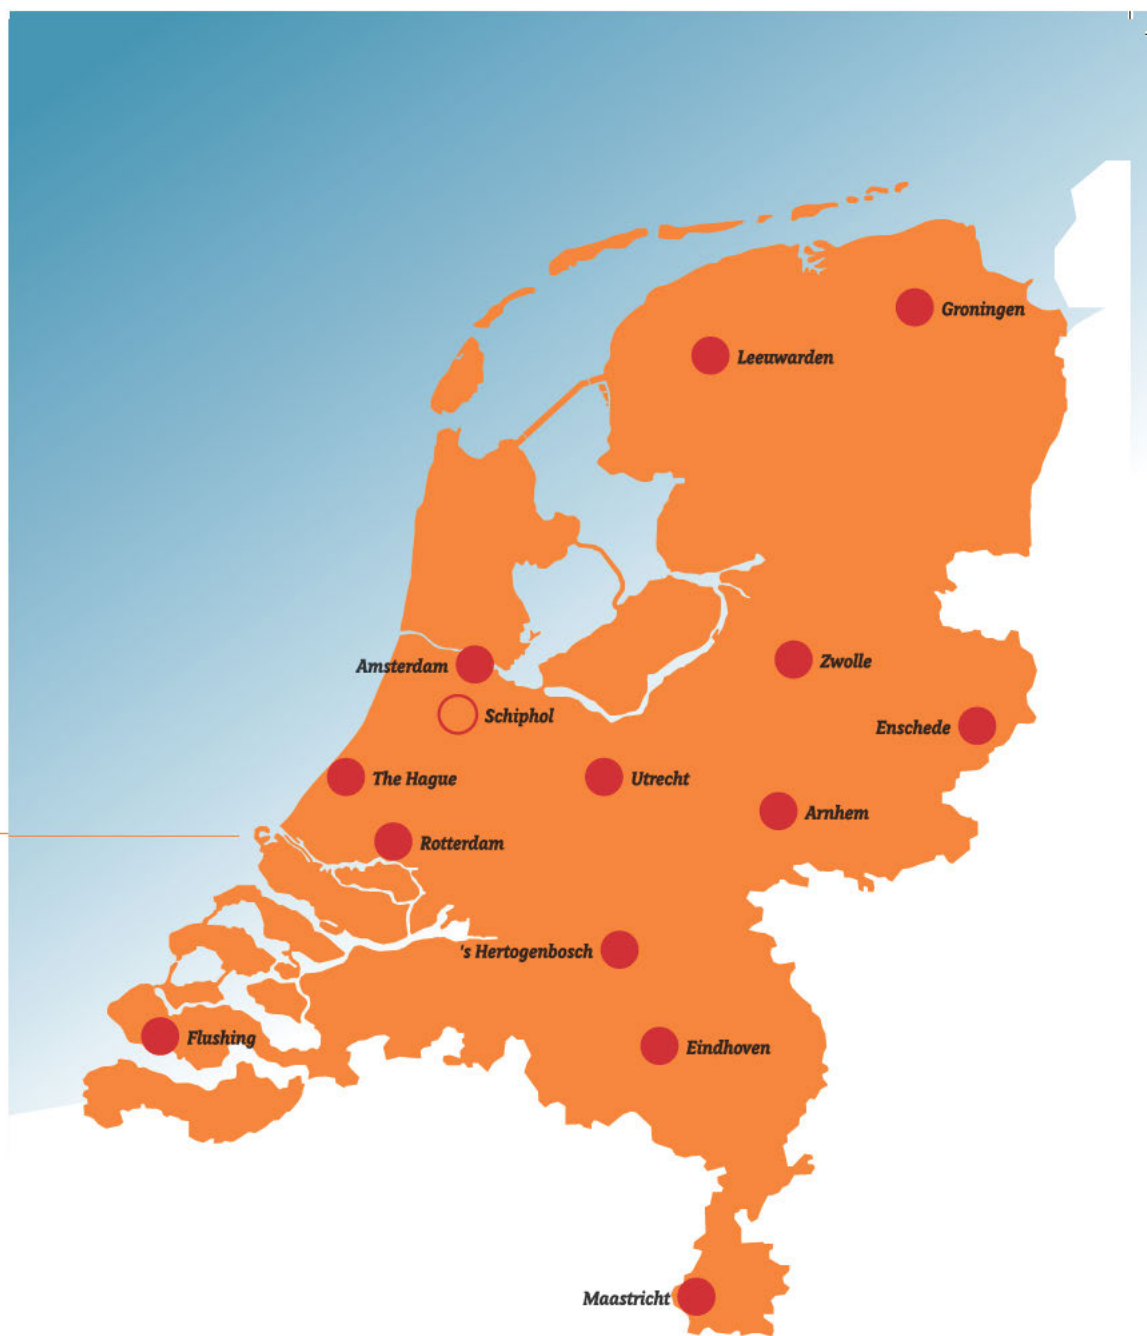 Groningen
Leeuwarden
Amsterdam
Zwolle
Schiphol
Enschede
The Hague
Utrecht
Arnhem
Rotterdam
's Hertogenbosch
Flushing
Eindhoven
Maastricht